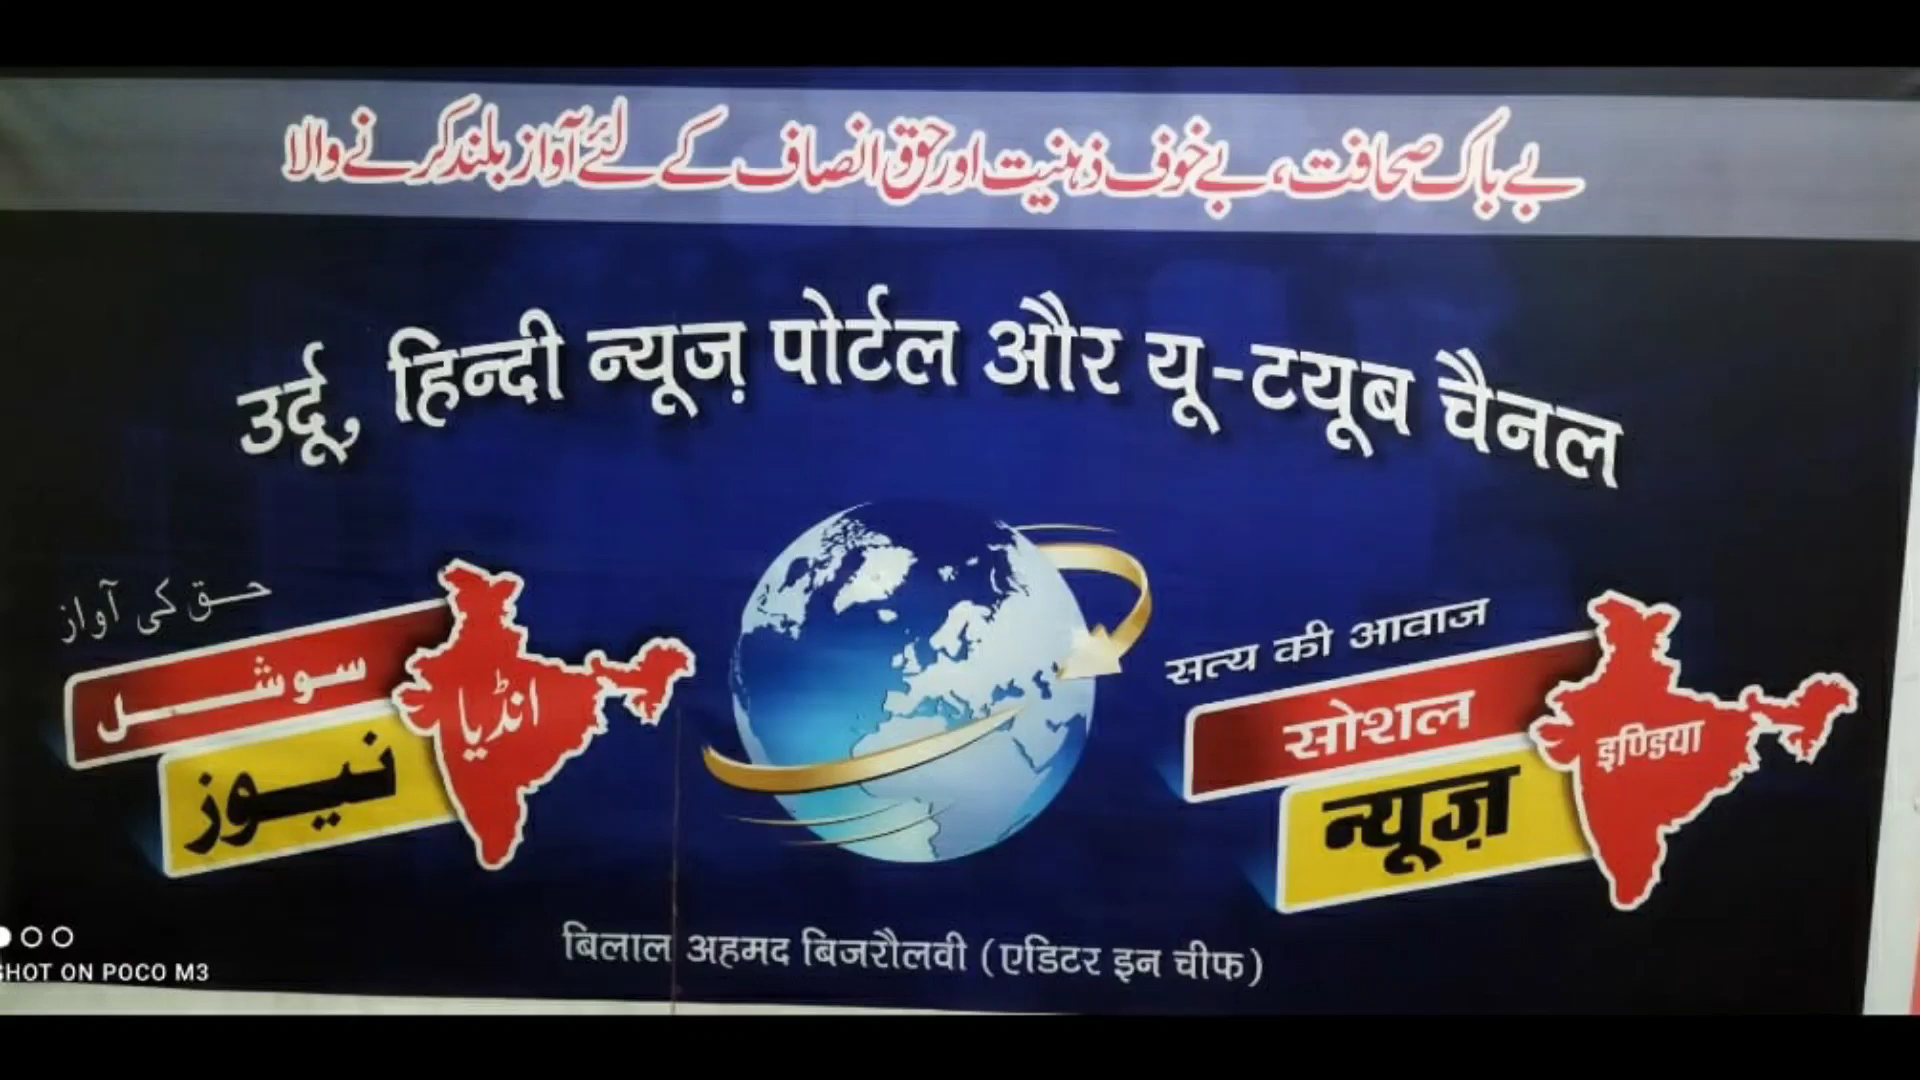 بے باک صحافت، بے خوف ذہنیت اور حق و انصاف کے لئے آواز بلند کرنے والا
उर्दू, हिन्दी न्यूज़ पोर्टल और यू-टयूब चैनल
حق کی آواز
سوشل
انڈیا
نیوز
सत्य की आवाज
सोशल
इण्डिया
न्यूज़
बिलाल अहमद बिजरौलवी (एडिटर इन चीफ)
SHOT ON POCO M3